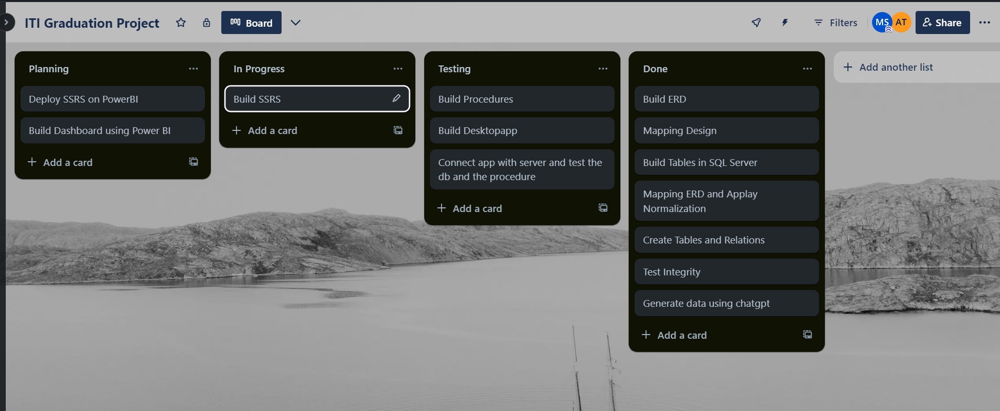 ITI Graduation Project
Board
Filters
MS
AT
Share
Planning
Deploy SSRS on PowerBI
Build Dashboard using Power BI
Add a card
In Progress
Build SSRS
Add a card
Testing
Build Procedures
Build Desktopapp
Connect app with server and test the
db and the procedure
Add a card
Done
Build ERD
Mapping Design
Build Tables in SQL Server
Mapping ERD and Applay
Normalization
Create Tables and Relations
Test Integrity
Generate data using chatgpt
Add a card
Add another list